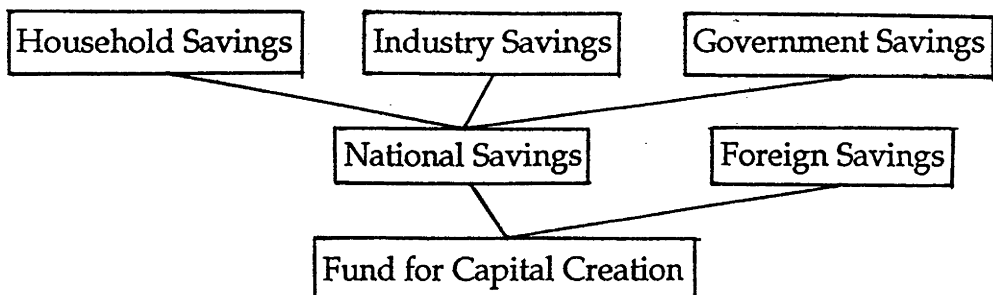 Household Savings
Industry Savings
Government Savings
National Savings
Foreign Savings
Fund for Capital Creation